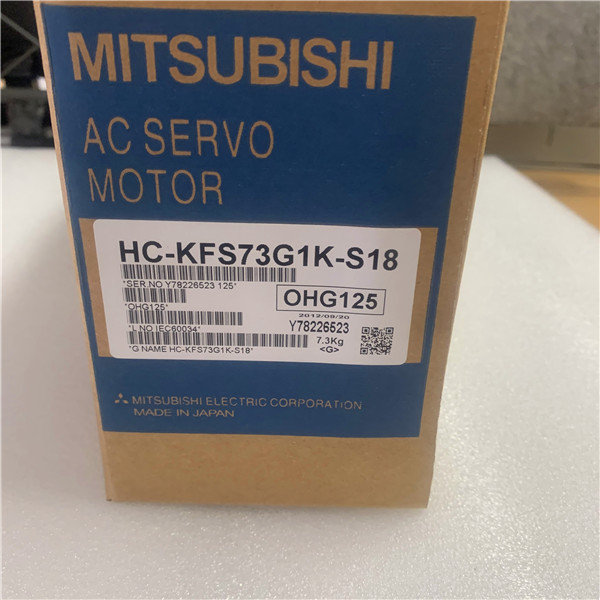 MITSUBISHI
AC SERVO
MOTOR
HC-KFS73G1K-S18
*SER NO Y78226523 125*
OHG125
*OHG125*
2012/09/20
Y78226523
*L NO IEC60034*
7.3Kg
*G NAME HC-KFS73G1K-S18*
<G>
MITSUBISHI ELECTRIC CORPORATION
MADE IN JAPAN